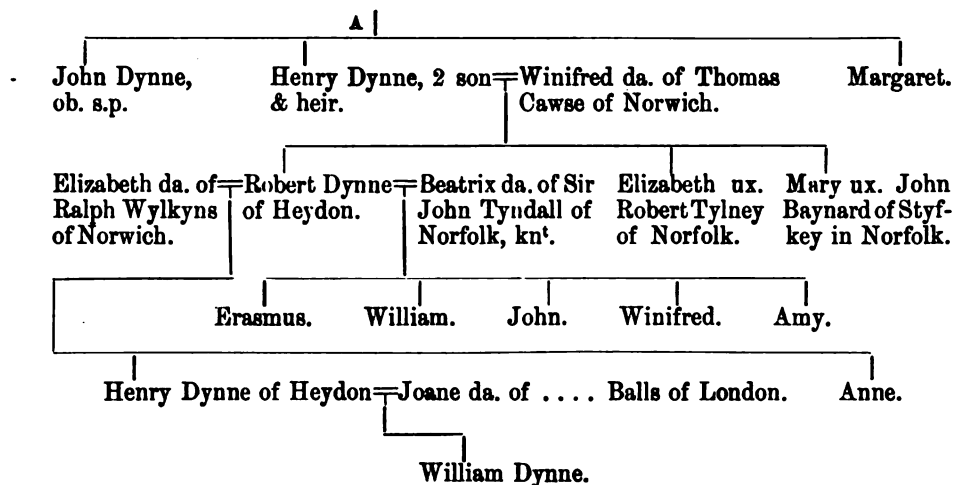 A
John Dynne,
ob. s.p.
Henry Dynne, 2 son
& heir.
Winifred da. of Thomas
Cawse of Norwich.
Margaret.
Elizabeth da. of
Ralph Wylkyns
of Norwich.
Robert Dynne
of Heydon.
Beatrix da. of Sir
John Tyndall of
Norfolk, knᵗ.
Elizabeth ux.
Robert Tylney
of Norfolk.
Mary ux. John
Baynard of Styf-
key in Norfolk.
Erasmus. William. John. Winifred. Amy.
Henry Dynne of Heydon Joane da. of .... Balls of London. Anne.
William Dynne.